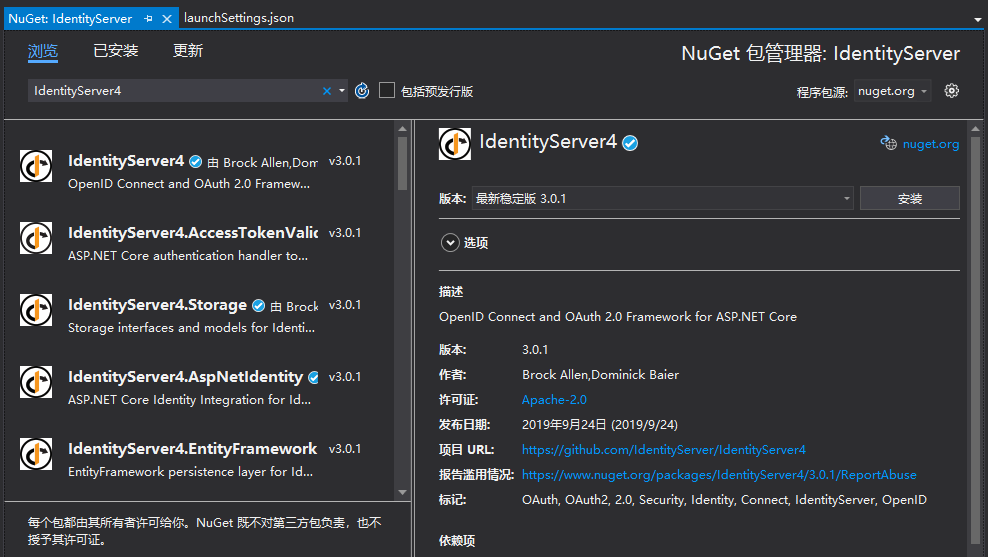 NuGet: IdentityServer
launchSettings.json
浏览 已安装 更新
NuGet 包管理器: IdentityServer
IdentityServer4
包括预发行版
程序包源: nuget.org
IdentityServer4 由 Brock Allen,Dom v3.0.1
OpenID Connect and OAuth 2.0 Framew...
IdentityServer4.AccessTokenValid v3.0.1
ASP.NET Core authentication handler to...
IdentityServer4.Storage 由 Brock v3.0.1
Storage interfaces and models for Identi...
IdentityServer4.AspNetIdentity v3.0.1
ASP.NET Core Identity Integration for Id...
IdentityServer4.EntityFramework v3.0.1
EntityFramework persistence layer for Id...
每个包都由其所有者许可给你。NuGet 既不对第三方包负责，也不
授予其许可证。
IdentityServer4
nuget.org
版本: 最新稳定版 3.0.1 安装
选项
描述
OpenID Connect and OAuth 2.0 Framework for ASP.NET Core
版本: 3.0.1
作者: Brock Allen,Dominick Baier
许可证: Apache-2.0
发布日期: 2019年9月24日 (2019/9/24)
项目 URL: https://github.com/IdentityServer/IdentityServer4
报告滥用情况: https://www.nuget.org/packages/IdentityServer4/3.0.1/ReportAbuse
标记: OAuth, OAuth2, 2.0, Security, Identity, Connect, IdentityServer, OpenID
依赖项